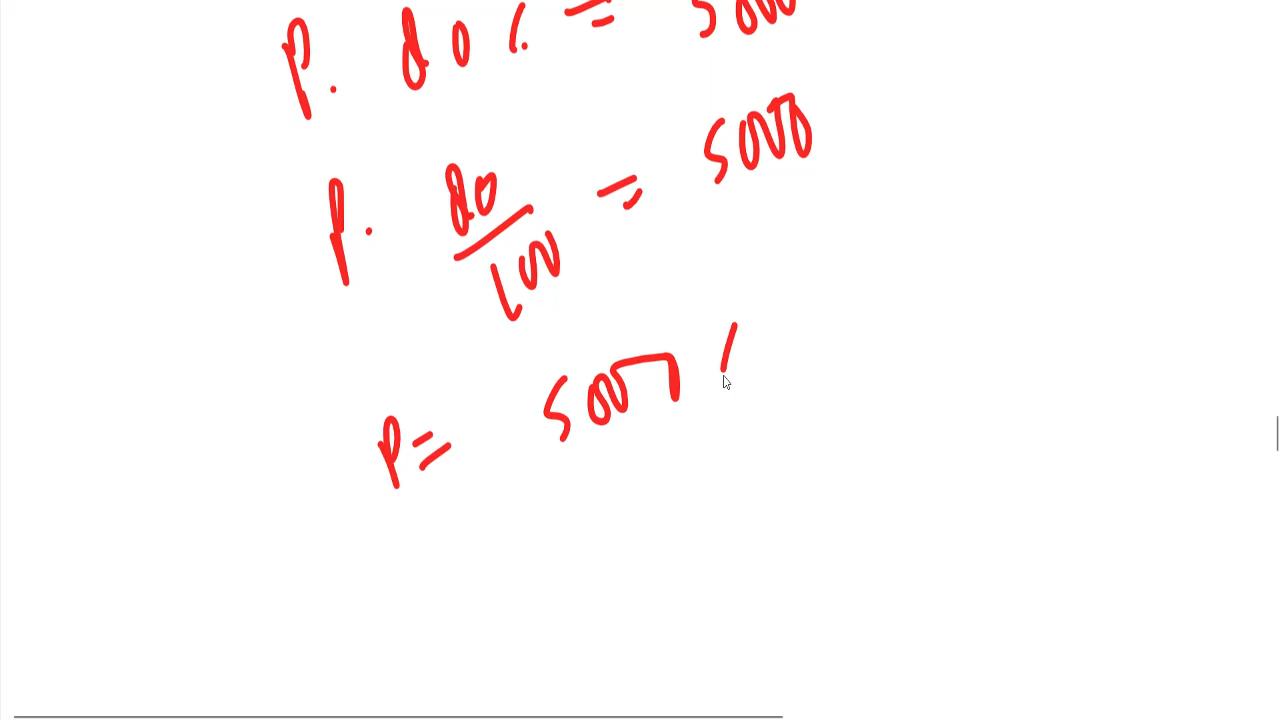 P. 80 % = 5000
P. 80/100 = 5000
P = 5000